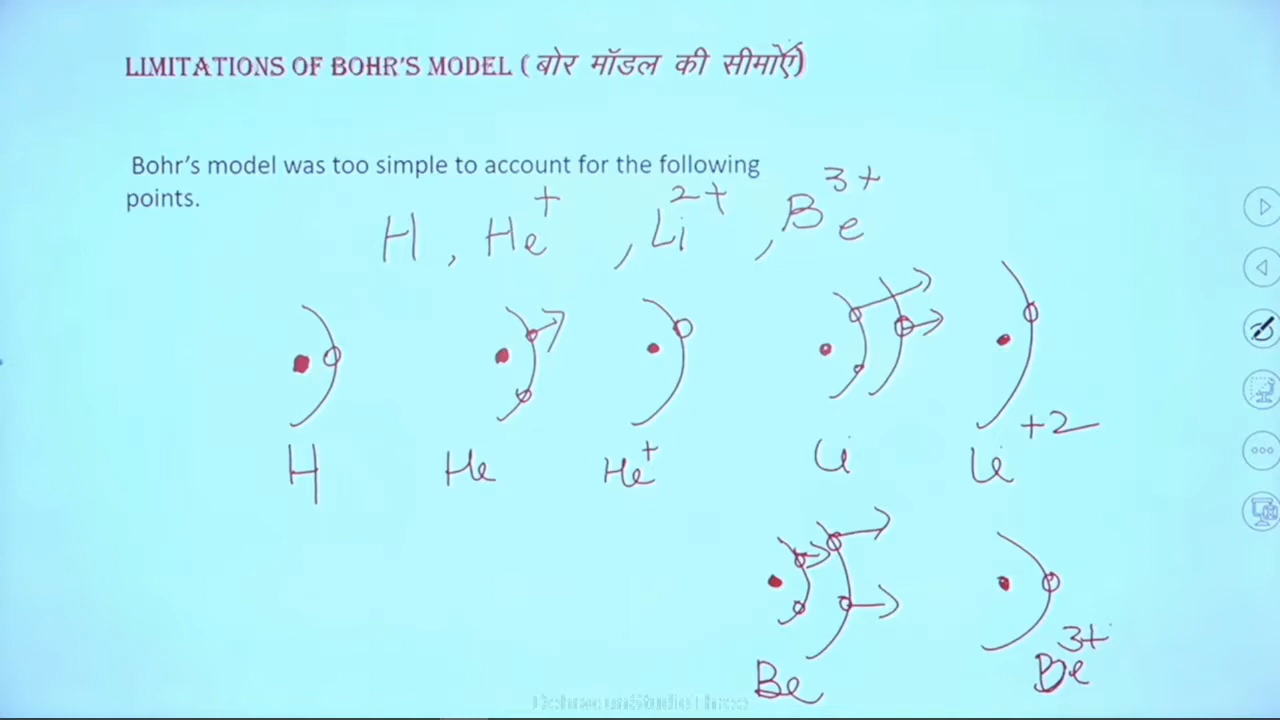 LIMITATIONS OF BOHR'S MODEL (बोर मॉडल की सीमाऐं)
Bohr's model was too simple to account for the following
points.
H, He+, Li2+, Be3+
H He He+ Li Li+2
Be Be3+